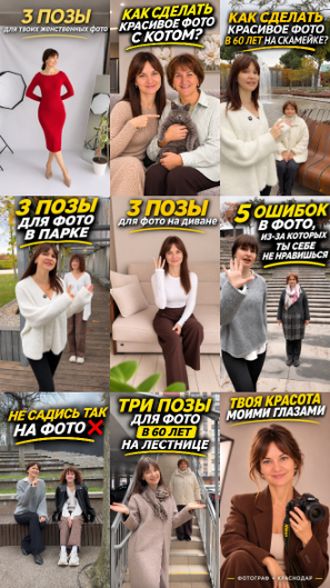 3 ПОЗЫ
для твоих женственных фото
КАК СДЕЛАТЬ
КРАСИВОЕ ФОТО
С КОТОМ?
КАК СДЕЛАТЬ
КРАСИВОЕ ФОТО
В 60 ЛЕТ НА СКАМЕЙКЕ?
3 ПОЗЫ
ДЛЯ ФОТО
В ПАРКЕ
3 ПОЗЫ
для фото на диване
5 ОШИБОК
В ФОТО,
ИЗ-ЗА КОТОРЫХ
ТЫ СЕБЕ
НЕ НРАВИШЬСЯ
НЕ САДИСЬ ТАК
НА ФОТО ❌
ТРИ ПОЗЫ
ДЛЯ ФОТО
В 60 ЛЕТ
НА ЛЕСТНИЦЕ
ТВОЯ КРАСОТА
МОИМИ ГЛАЗАМИ
ФОТОГРАФ • КРАСНОДАР